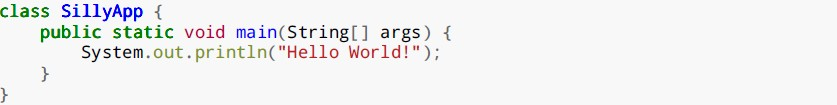 class SillyApp {
    public static void main(String[] args) {
        System.out.println("Hello World!");
    }
}